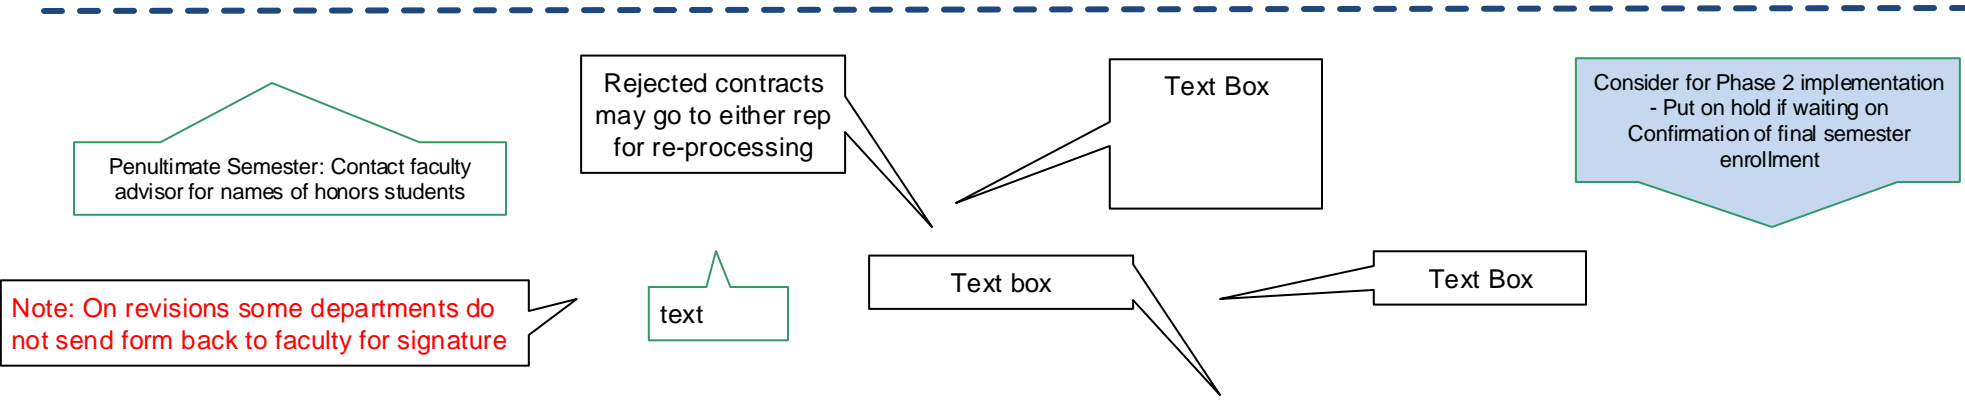 Rejected contracts
may go to either rep
for re-processing
Text Box
Consider for Phase 2 implementation
- Put on hold if waiting on
Confirmation of final semester
enrollment
Penultimate Semester: Contact faculty
advisor for names of honors students
Note: On revisions some departments do
not send form back to faculty for signature
text
Text box
Text Box